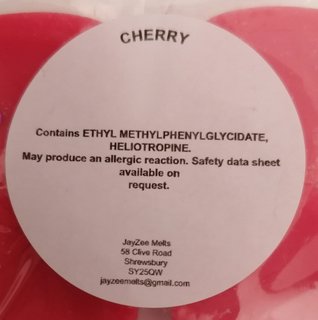 CHERRY
Contains ETHYL METHYLPHENYLGLYCIDATE,
HELIOTROPINE.
May produce an allergic reaction. Safety data sheet
available on
request.
JayZee Melts
58 Clive Road
Shrewsbury
SY25QW
jayzeemelts@gmail.com